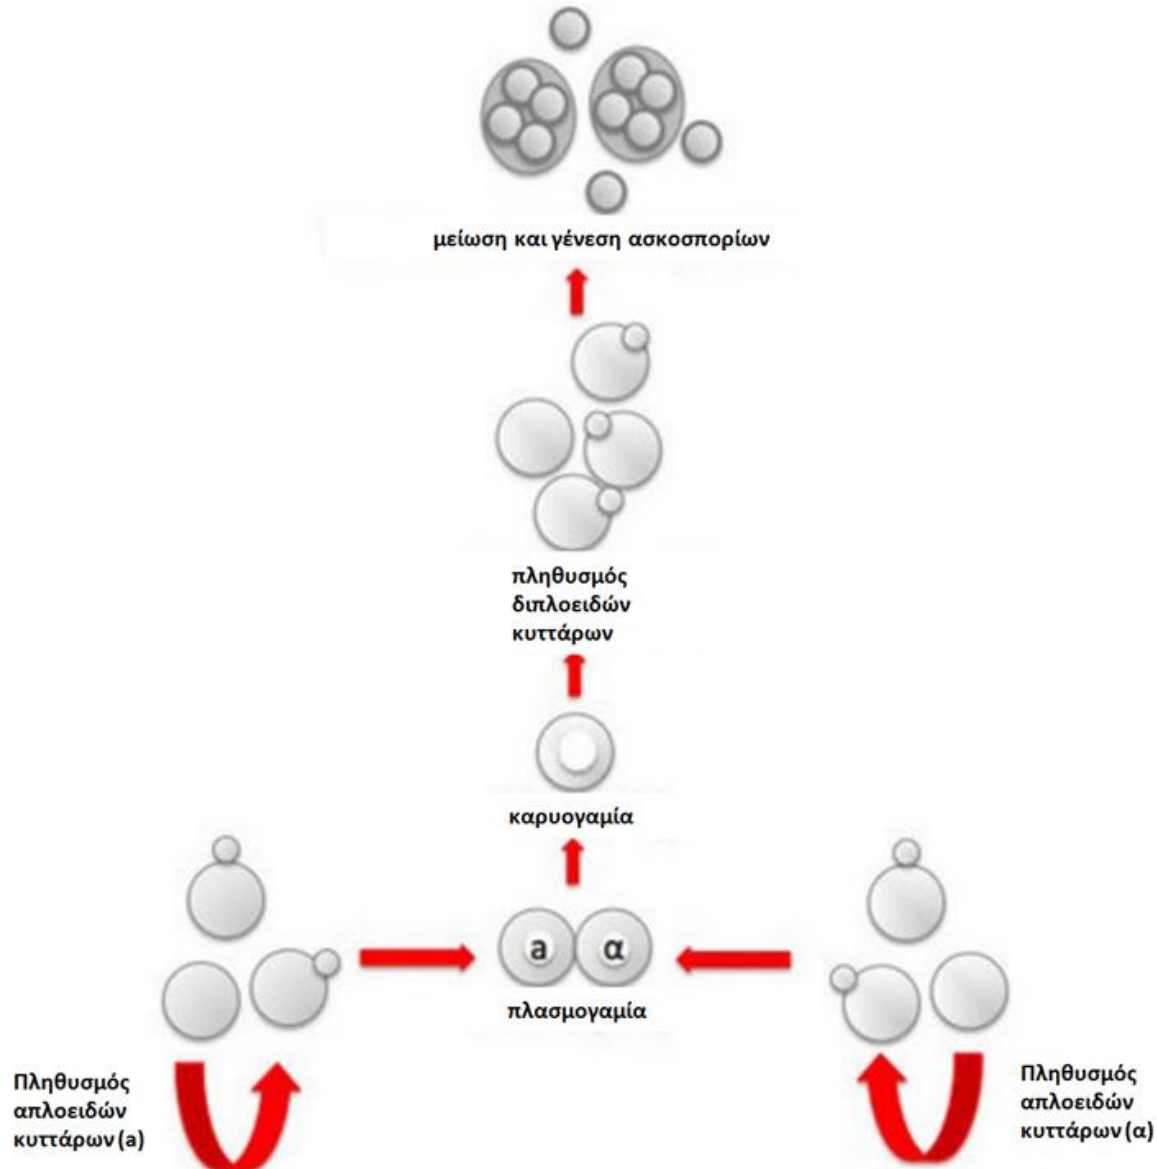 μείωση και γένεση ασκοσπορίων
πληθυσμός
διπλοειδών
κυττάρων
καρυογαμία
a α
πλασμογαμία
Πληθυσμός
απλοειδών
κυττάρων (a)
Πληθυσμός
απλοειδών
κυττάρων (α)